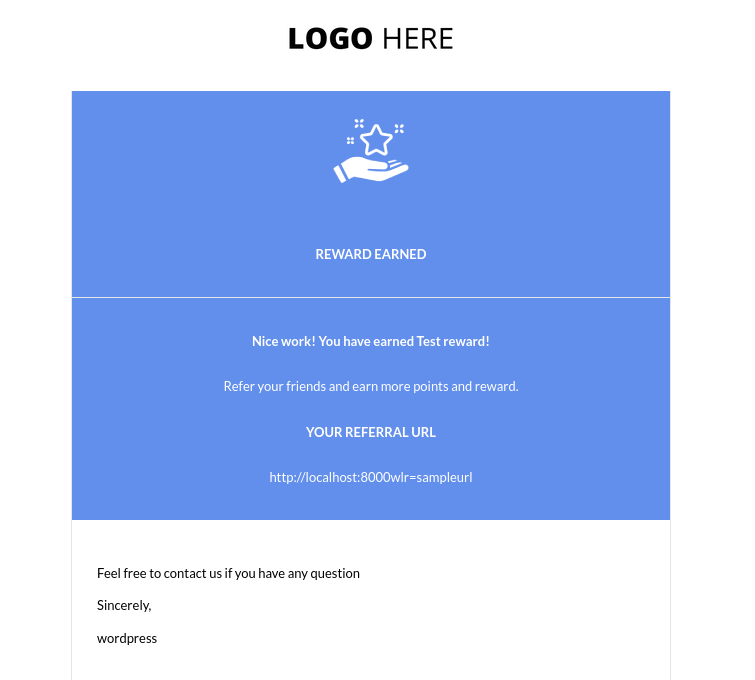 LOGO HERE
REWARD EARNED
Nice work! You have earned Test reward!
Refer your friends and earn more points and reward.
YOUR REFERRAL URL
http://localhost:8000wlr=sampleurl
Feel free to contact us if you have any question
Sincerely,
wordpress